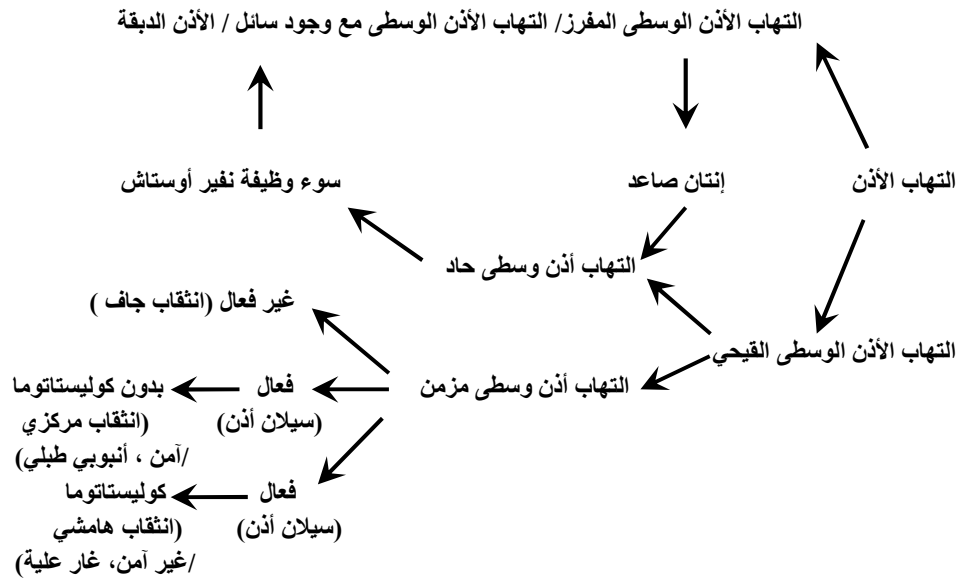 التهاب الأذن الوسطى المفرز/ التهاب الأذن الوسطى مع وجود سائل / الأذن الدبقة
التهاب الأذن
إنتان صاعد
سوء وظيفة نفير أوستاش
التهاب أذن وسطى حاد
غير فعال (انثقاب جاف )
التهاب الأذن الوسطى القيحي
التهاب أذن وسطى مزمن
فعال
(سيلان أذن)
بدون كوليستاتوما
(انثقاب مركزي
/آمن ، أنبوبي طبلي)
فعال
(سيلان أذن)
كوليستاتوما
(انثقاب هامشي
/غير آمن، غار علية)